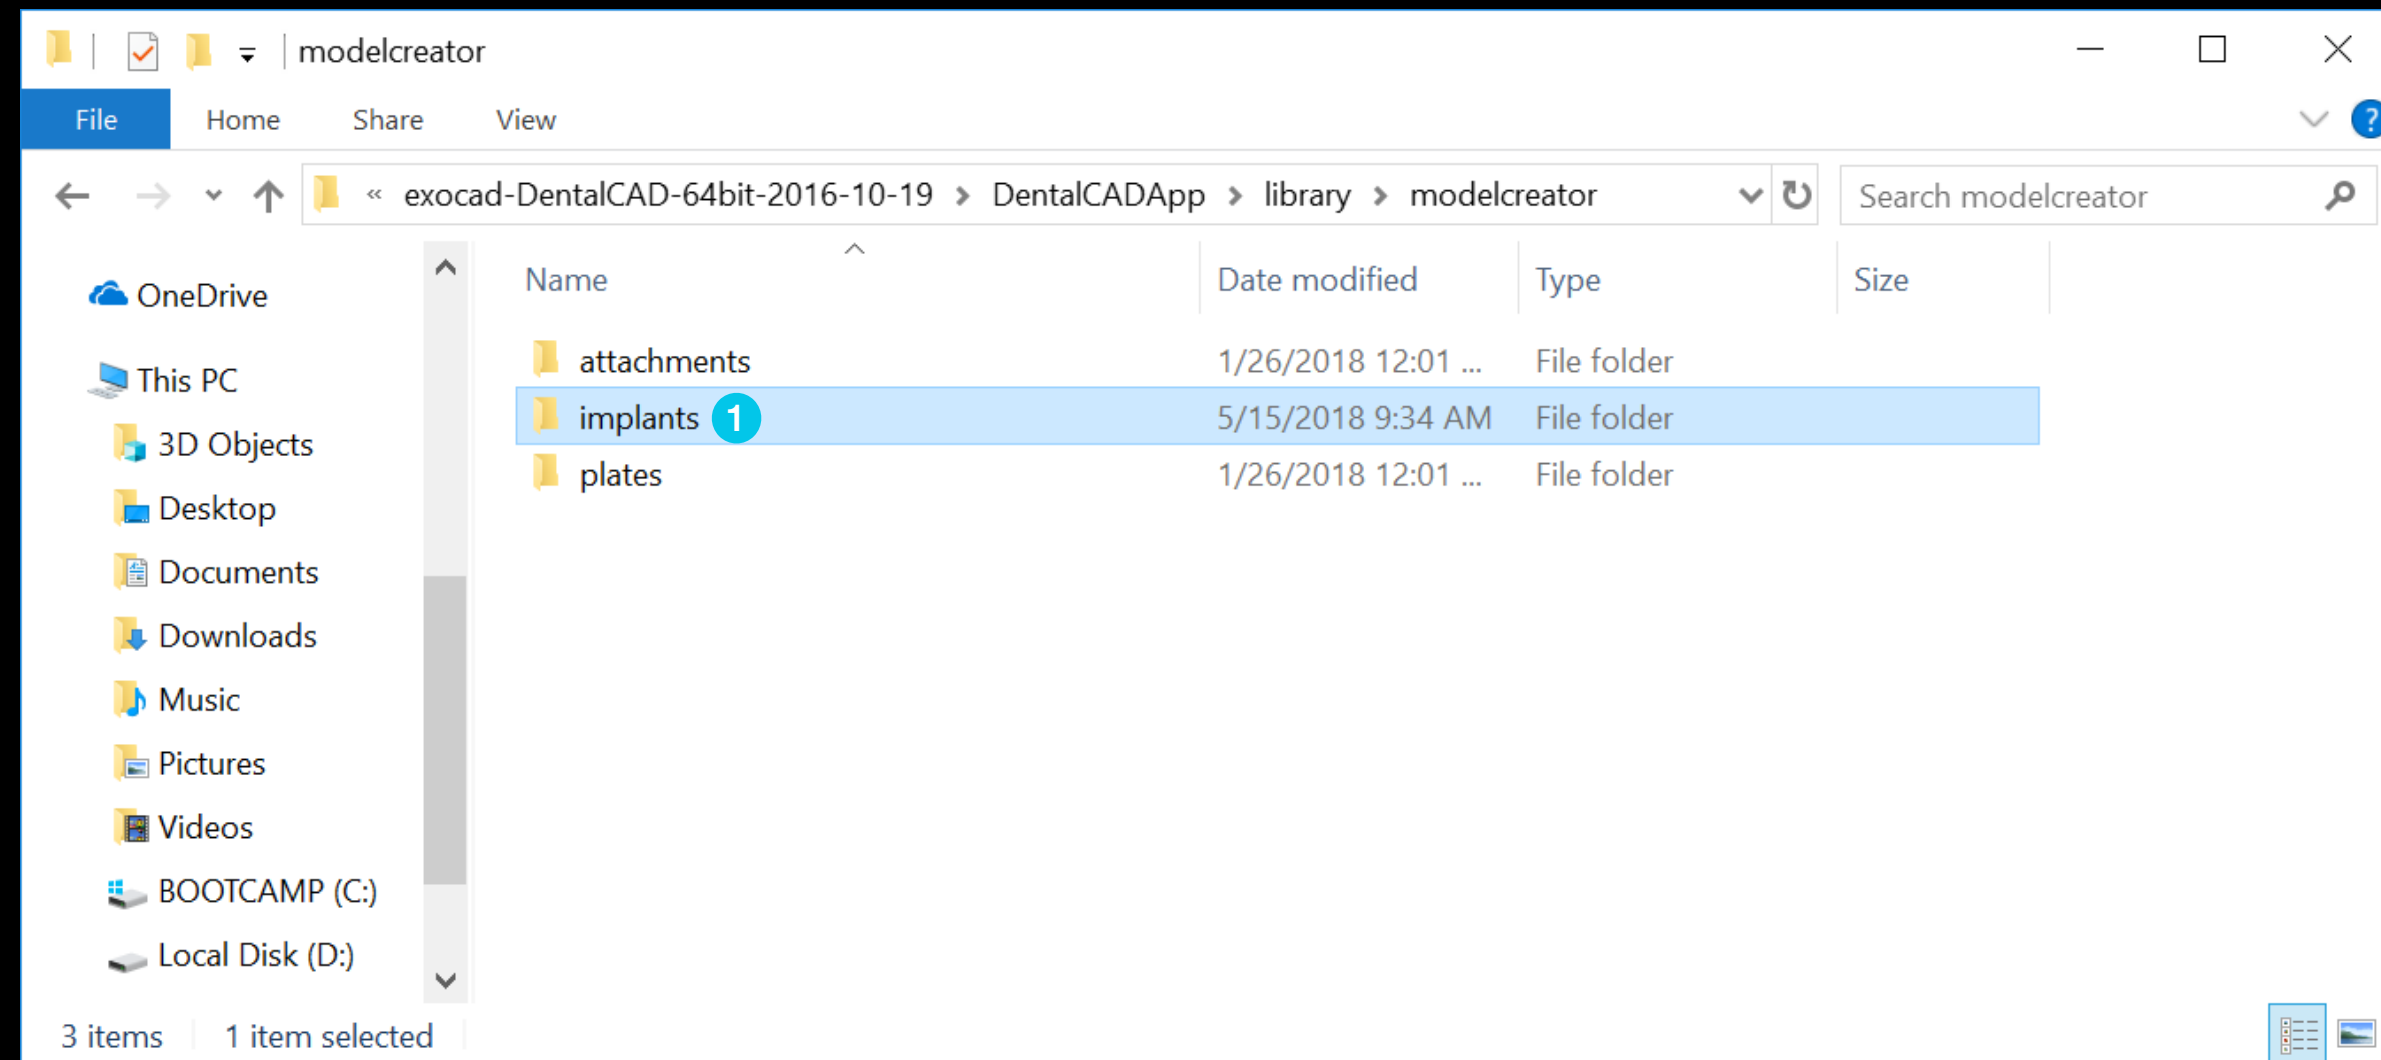 modelcreator
File Home Share View ?
« exocad-DentalCAD-64bit-2016-10-19 > DentalCADApp > library > modelcreator Search modelcreator
Name Date modified Type Size
OneDrive
This PC
3D Objects
Desktop
Documents
Downloads
Music
Pictures
Videos
BOOTCAMP (C:)
Local Disk (D:)
attachments 1/26/2018 12:01 ... File folder
implants 1 5/15/2018 9:34 AM File folder
plates 1/26/2018 12:01 ... File folder
3 items 1 item selected